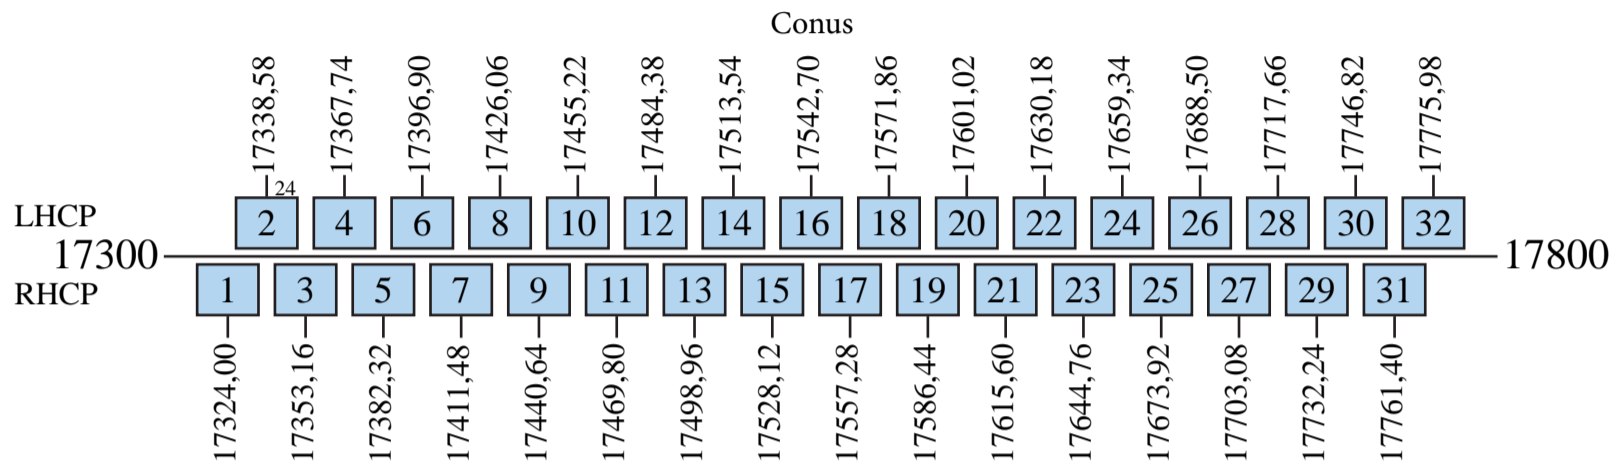 Conus
17338,58 17367,74 17396,90 17426,06 17455,22 17484,38 17513,54 17542,70 17571,86 17601,02 17630,18 17659,34 17688,50 17717,66 17746,82 17775,98
24
LHCP 2 4 6 8 10 12 14 16 18 20 22 24 26 28 30 32
17300 17800
RHCP 1 3 5 7 9 11 13 15 17 19 21 23 25 27 29 31
17324,00 17353,16 17382,32 17411,48 17440,64 17469,80 17498,96 17528,12 17557,28 17586,44 17615,60 17644,76 17673,92 17703,08 17732,24 17761,40